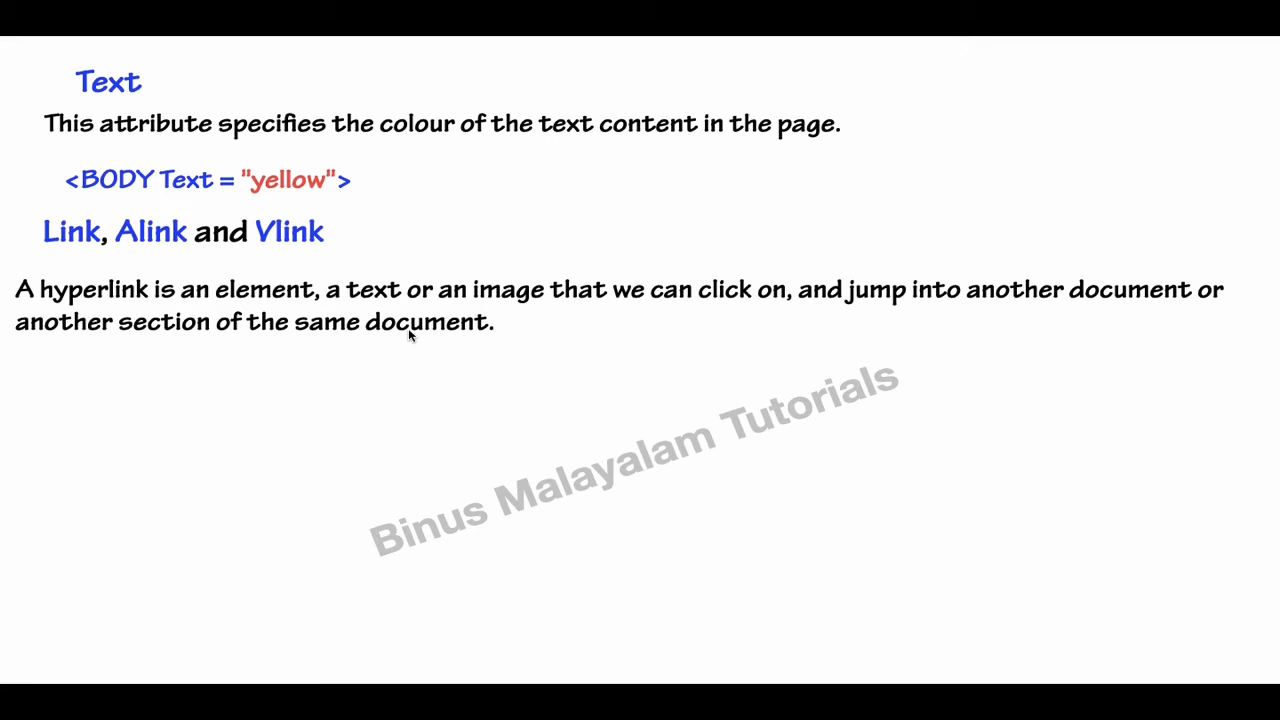 Text
This attribute specifies the colour of the text content in the page.
<BODY Text = "yellow">
Link, Alink and Vlink
A hyperlink is an element, a text or an image that we can click on, and jump into another document or
another section of the same document.
Binus Malayalam Tutorials